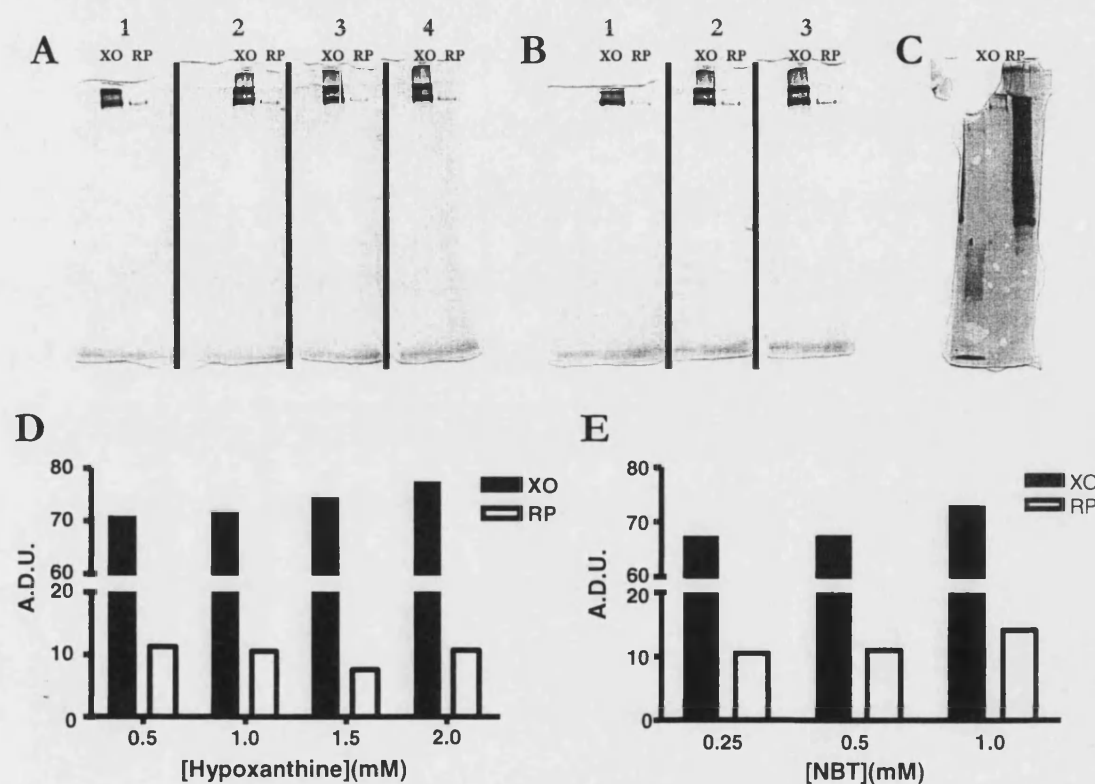 1 2 3 4
A XO RP XO RP XO RP XO RP
1 2 3
B XO RP XO RP XO RP
C XO RP
D
80
70
60
20
10
0
A.D.U.
XO
RP
0.5 1.0 1.5 2.0
[Hypoxanthine](mM)
E
80
70
60
20
10
0
A.D.U.
XO
RP
0.25 0.5 1.0
[NBT](mM)